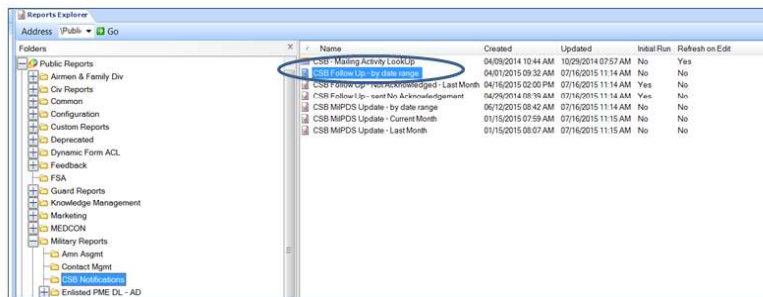 Reports Explorer
Address \Publi Go
Folders X
Public Reports
Airmen & Family Div
Civ Reports
Common
Configuration
Custom Reports
Deprecated
Dynamic Form ACL
Feedback
FSA
Guard Reports
Knowledge Management
Marketing
MEDCON
Military Reports
Amn Asgmt
Contact Mgmt
CSB Notifications
Enlisted PME DL - AD
Name Created Updated Initial Run Refresh on Edit
CSB - Mailing Activity LookUp 04/09/2014 10:44 AM 10/29/2014 07:57 AM No Yes
CSB Follow Up - by date range 04/01/2015 09:32 AM 07/16/2015 11:14 AM No No
CSB Follow Up - Not Acknowledged - Last Month 04/16/2015 02:00 PM 07/16/2015 11:14 AM Yes No
CSB Follow Up - sent No Acknowledgement 04/29/2014 08:39 AM 07/16/2015 11:14 AM Yes No
CSB MilPDS Update - by date range 06/12/2015 08:42 AM 07/16/2015 11:14 AM No No
CSB MilPDS Update - Current Month 01/15/2015 07:59 AM 07/16/2015 11:15 AM No No
CSB MilPDS Update - Last Month 01/15/2015 08:07 AM 07/16/2015 11:15 AM No No